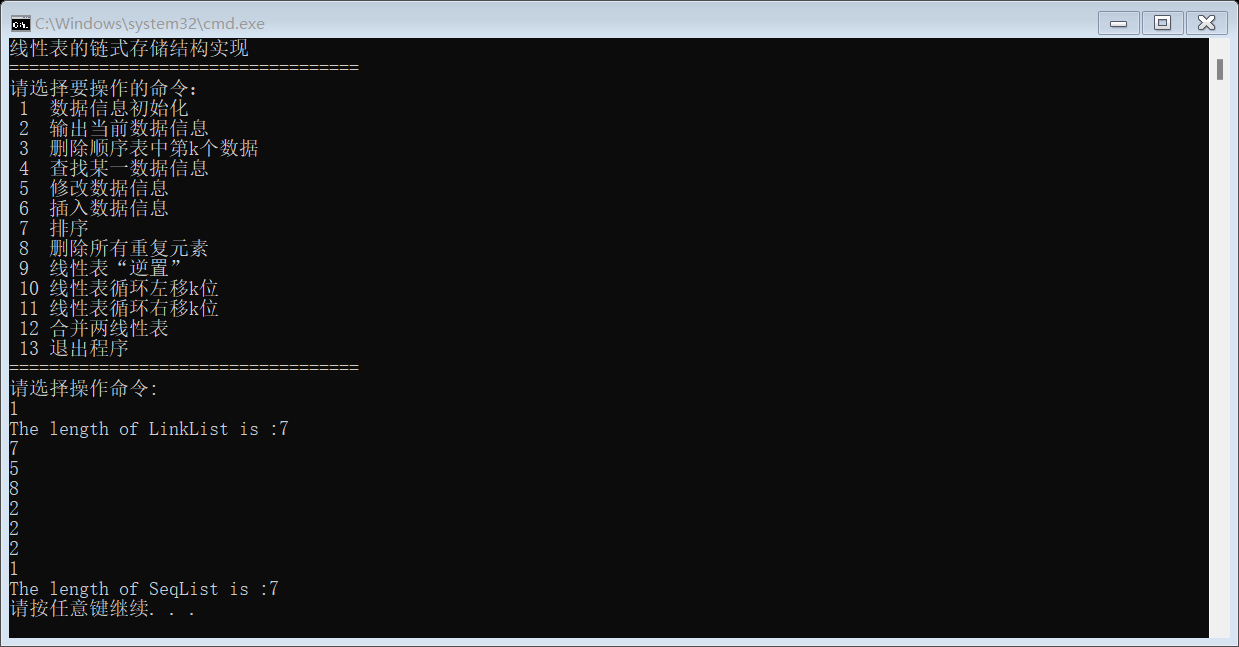 C:\Windows\system32\cmd.exe
线性表的链式存储结构实现
===================================
请选择要操作的命令：
1  数据信息初始化
2  输出当前数据信息
3  删除顺序表中第k个数据
4  查找某一数据信息
5  修改数据信息
6  插入数据信息
7  排序
8  删除所有重复元素
9  线性表“逆置”
10 线性表循环左移k位
11 线性表循环右移k位
12 合并两线性表
13 退出程序
===================================
请选择操作命令:
1
The length of LinkList is :7
7
5
8
2
2
2
1
The length of SeqList is :7
请按任意键继续. . .